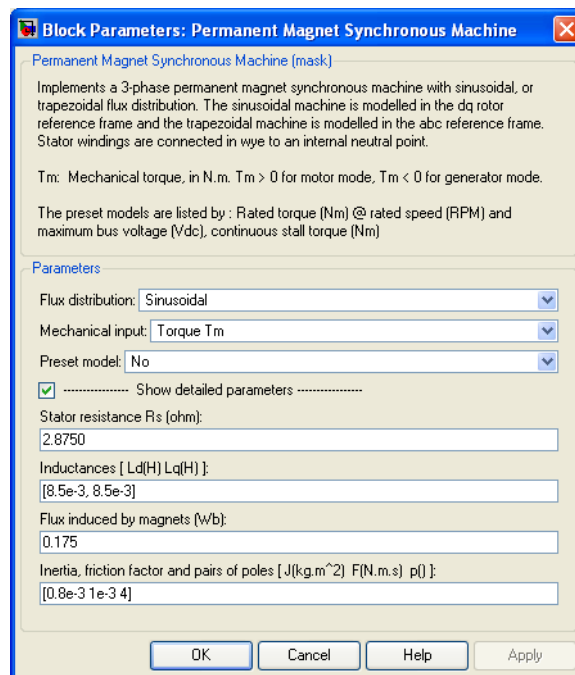 Block Parameters: Permanent Magnet Synchronous Machine
Permanent Magnet Synchronous Machine (mask)
Implements a 3-phase permanent magnet synchronous machine with sinusoidal, or
trapezoidal flux distribution. The sinusoidal machine is modelled in the dq rotor
reference frame and the trapezoidal machine is modelled in the abc reference frame.
Stator windings are connected in wye to an internal neutral point.
Tm: Mechanical torque, in N.m. Tm > 0 for motor mode, Tm < 0 for generator mode.
The preset models are listed by : Rated torque (Nm) @ rated speed (RPM) and
maximum bus voltage (Vdc), continuous stall torque (Nm)
Parameters
Flux distribution: Sinusoidal
Mechanical input: Torque Tm
Preset model: No
---------------- Show detailed parameters ----------------
Stator resistance Rs (ohm):
2.8750
Inductances [ Ld(H) Lq(H) ]:
[8.5e-3, 8.5e-3]
Flux induced by magnets (Wb):
0.175
Inertia, friction factor and pairs of poles [ J(kg.m^2) F(N.m.s) p() ]:
[0.8e-3 1e-3 4]
OK Cancel Help Apply